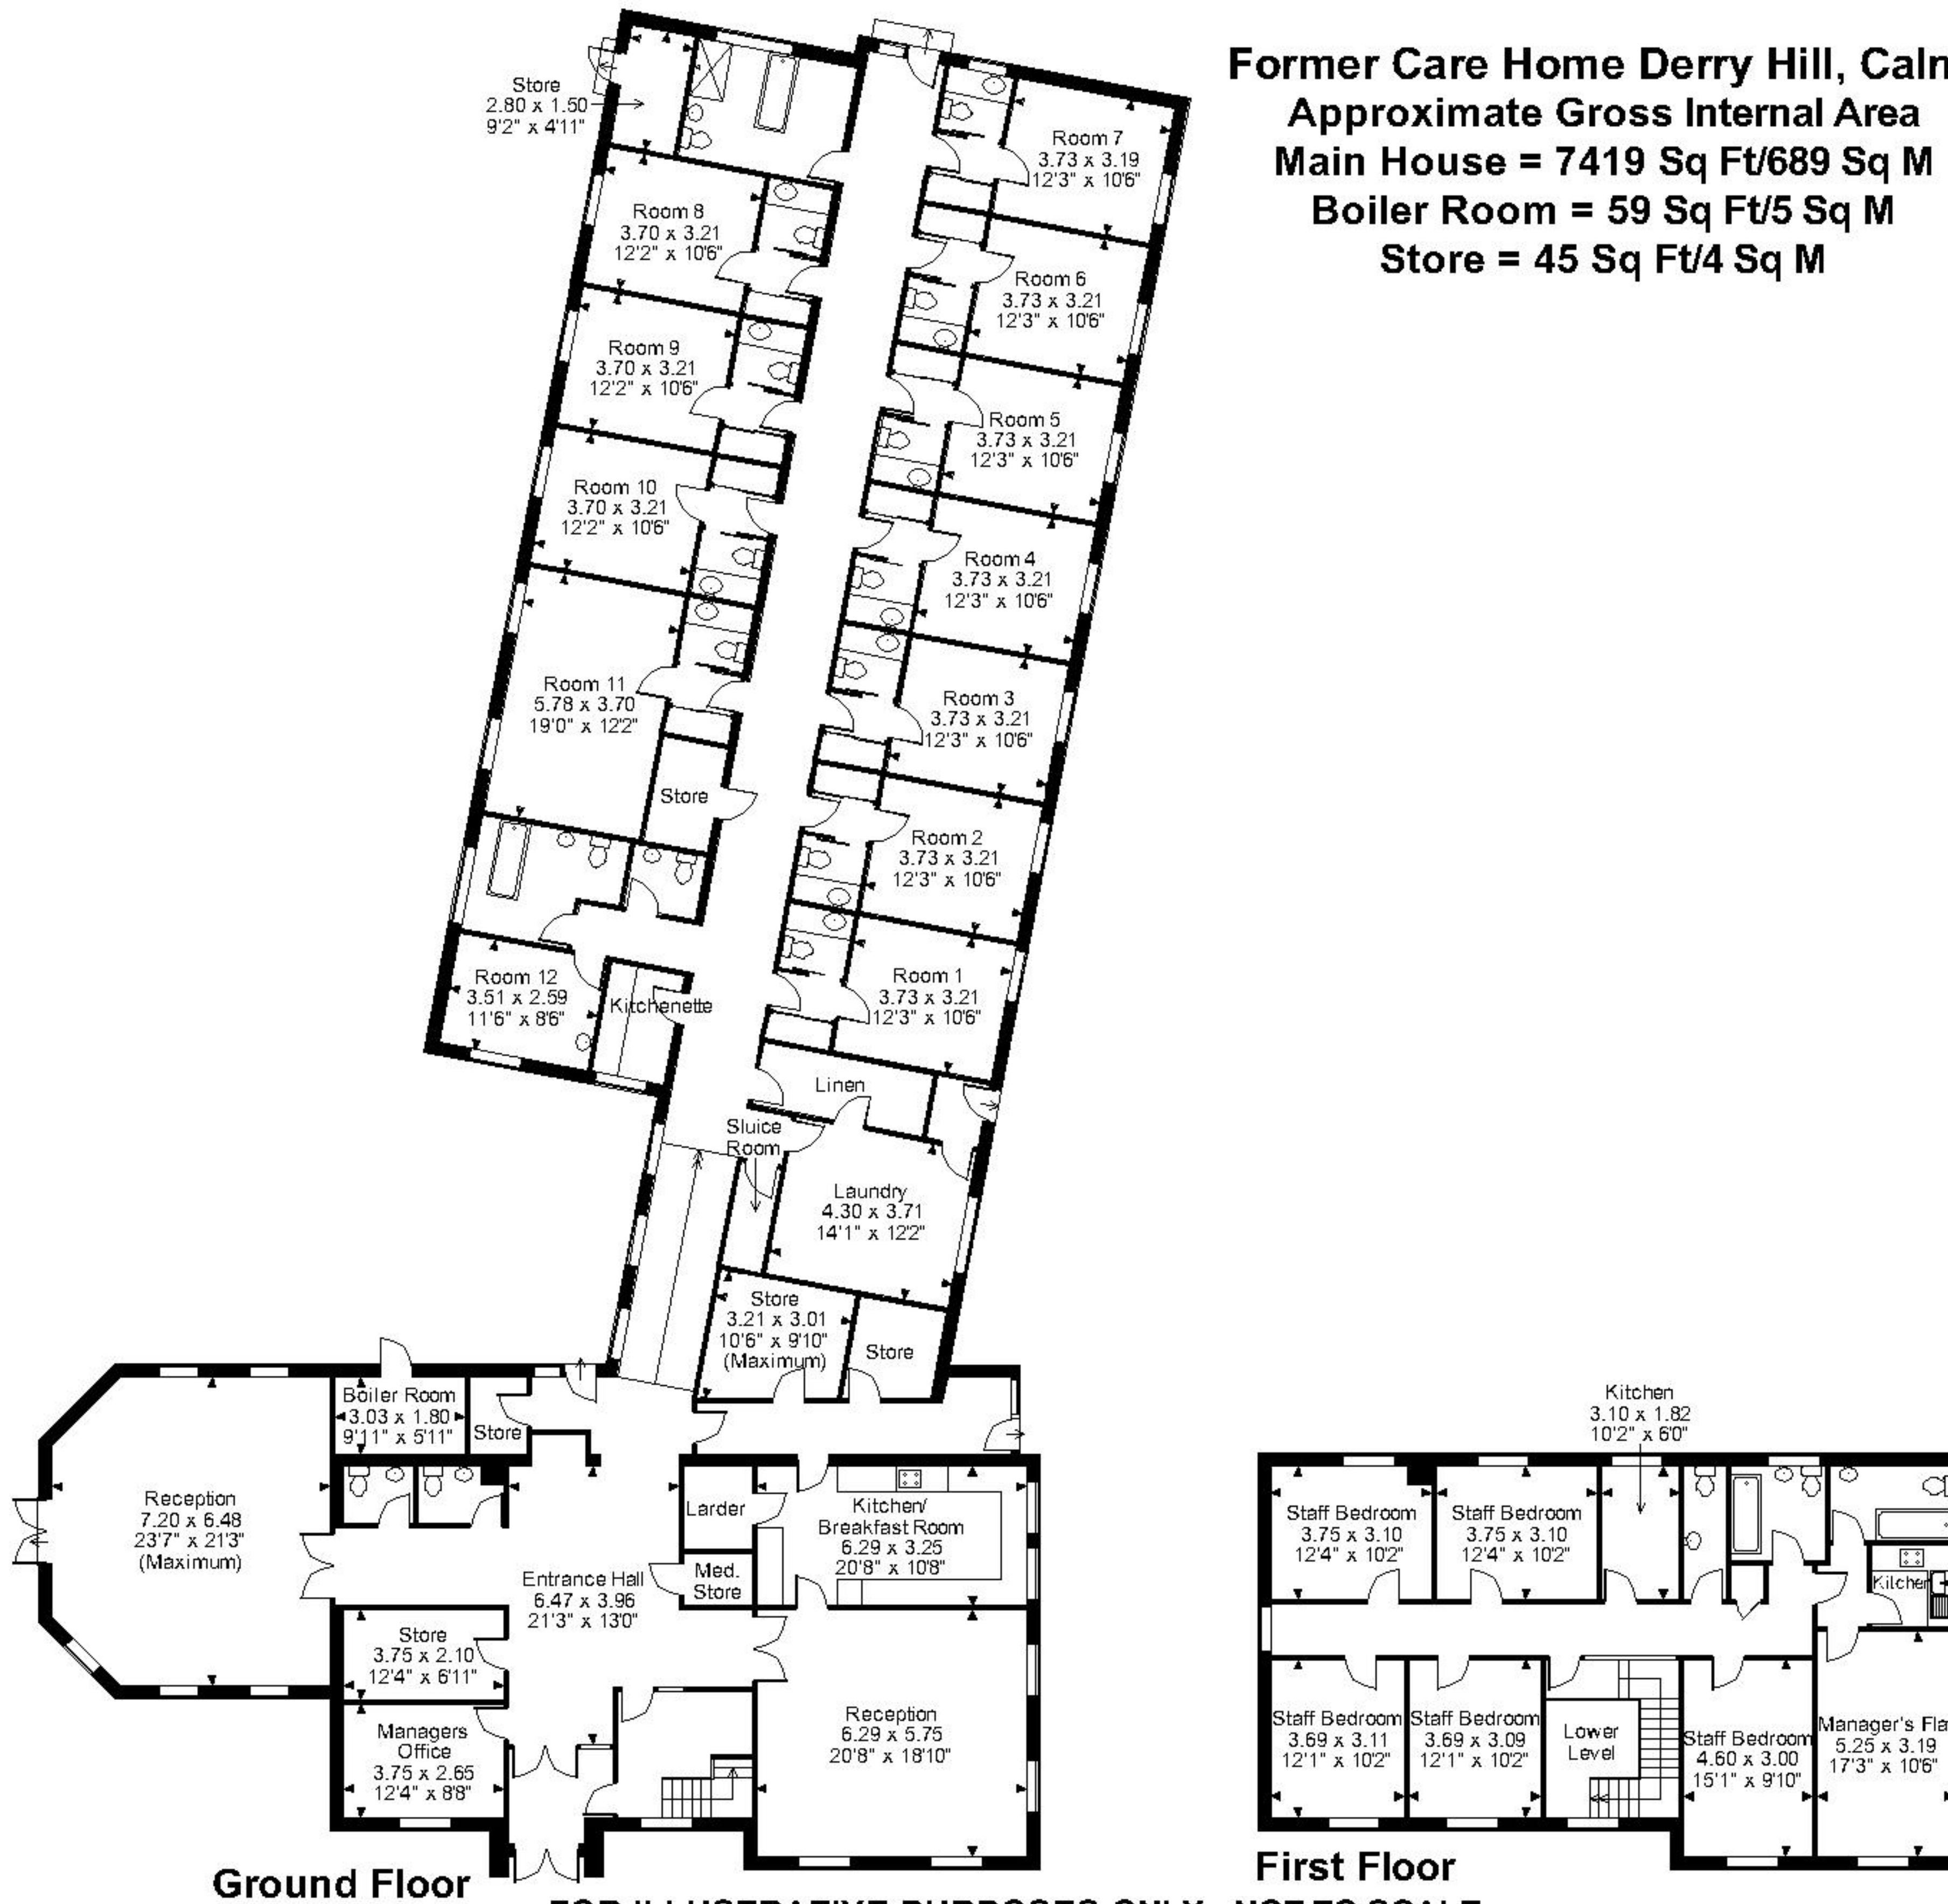 Former Care Home Derry Hill, Caln
Approximate Gross Internal Area
Main House = 7419 Sq Ft/689 Sq M
Boiler Room = 59 Sq Ft/5 Sq M
Store = 45 Sq Ft/4 Sq M
Store
2.80 x 1.50
9'2" x 4'11"
Room 7
3.73 x 3.19
12'3" x 10'6"
Room 8
3.70 x 3.21
12'2" x 10'6"
Room 6
3.73 x 3.21
12'3" x 10'6"
Room 9
3.70 x 3.21
12'2" x 10'6"
Room 5
3.73 x 3.21
12'3" x 10'6"
Room 10
3.70 x 3.21
12'2" x 10'6"
Room 4
3.73 x 3.21
12'3" x 10'6"
Room 11
5.78 x 3.70
19'0" x 12'2"
Room 3
3.73 x 3.21
12'3" x 10'6"
Store
Room 2
3.73 x 3.21
12'3" x 10'6"
Room 12
3.51 x 2.59
11'6" x 8'6"
Kitchenette
Room 1
3.73 x 3.21
12'3" x 10'6"
Linen
Sluice
Room
Laundry
4.30 x 3.71
14'1" x 12'2"
Store
3.21 x 3.01
10'6" x 9'10"
(Maximum)
Store
Boiler Room
3.03 x 1.80
9'11" x 5'11"
Store
Reception
7.20 x 6.48
23'7" x 21'3"
(Maximum)
Larder
Kitchen/
Breakfast Room
6.29 x 3.25
20'8" x 10'8"
Med.
Store
Entrance Hall
6.47 x 3.96
21'3" x 13'0"
Store
3.75 x 2.10
12'4" x 6'11"
Managers
Office
3.75 x 2.65
12'4" x 8'8"
Reception
6.29 x 5.75
20'8" x 18'10"
Ground Floor
Kitchen
3.10 x 1.82
10'2" x 6'0"
Staff Bedroom
3.75 x 3.10
12'4" x 10'2"
Staff Bedroom
3.75 x 3.10
12'4" x 10'2"
Kitchen
Staff Bedroom
3.69 x 3.11
12'1" x 10'2"
Staff Bedroom
3.69 x 3.09
12'1" x 10'2"
Lower
Level
Staff Bedroom
4.60 x 3.00
15'1" x 9'10"
Manager's Fla
5.25 x 3.19
17'3" x 10'6"
First Floor
FOR ILLUSTRATIVE PURPOSES ONLY - NOT TO SCALE